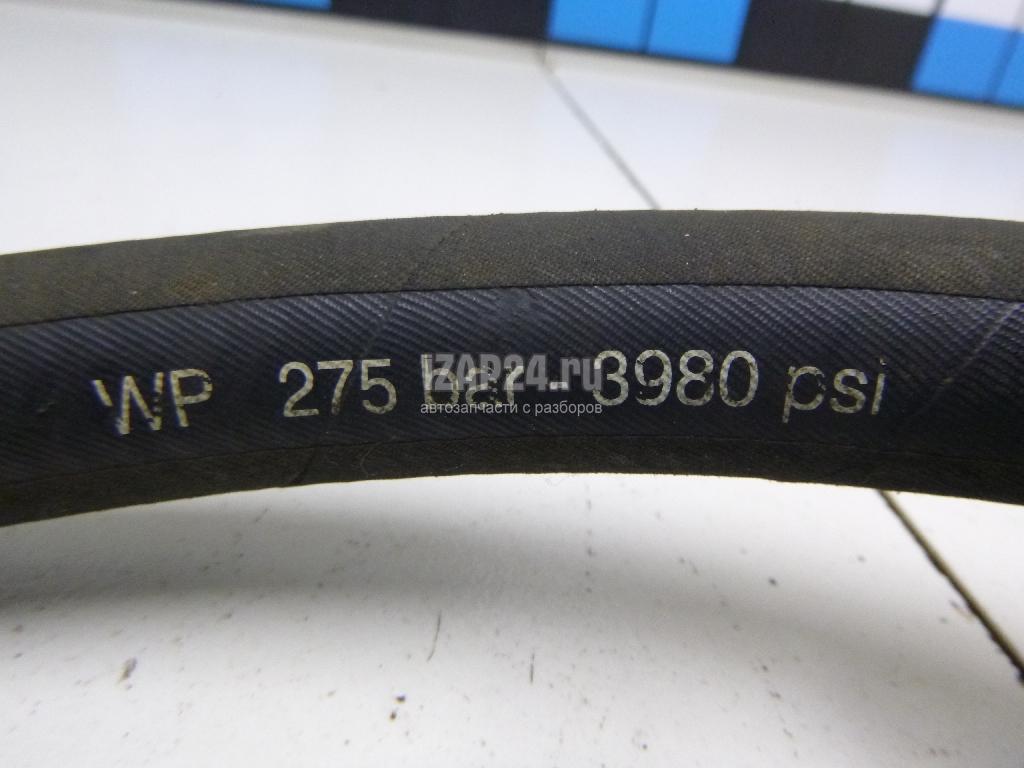 WP 275 bar - 3980 psi
iZAP24.ru
автозапчасти с разборов